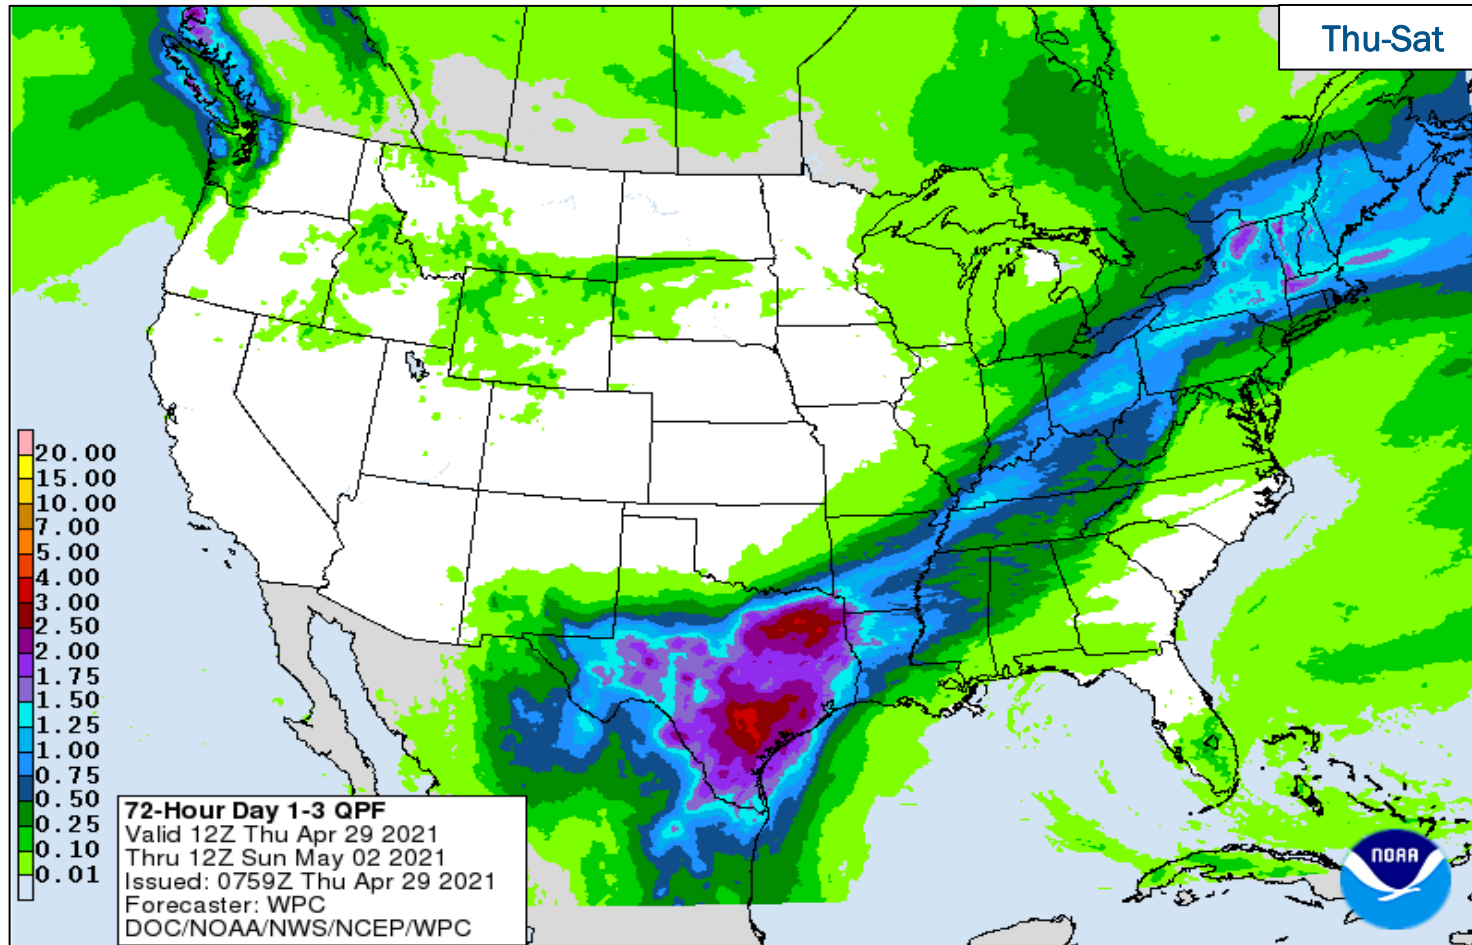 Thu-Sat
20.00
15.00
10.00
7.00
5.00
4.00
3.00
2.50
2.00
1.75
1.50
1.25
1.00
0.75
0.50
0.25
0.10
0.01
72-Hour Day 1-3 QPF
Valid 12Z Thu Apr 29 2021
Thru 12Z Sun May 02 2021
Issued: 0759Z Thu Apr 29 2021
Forecaster: WPC
DOC/NOAA/NWS/NCEP/WPC
NOAA